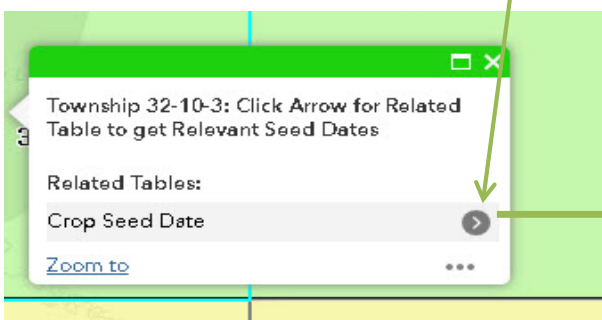 Township 32-10-3: Click Arrow for Related
Table to get Relevant Seed Dates
Related Tables:
Crop Seed Date
Zoom to